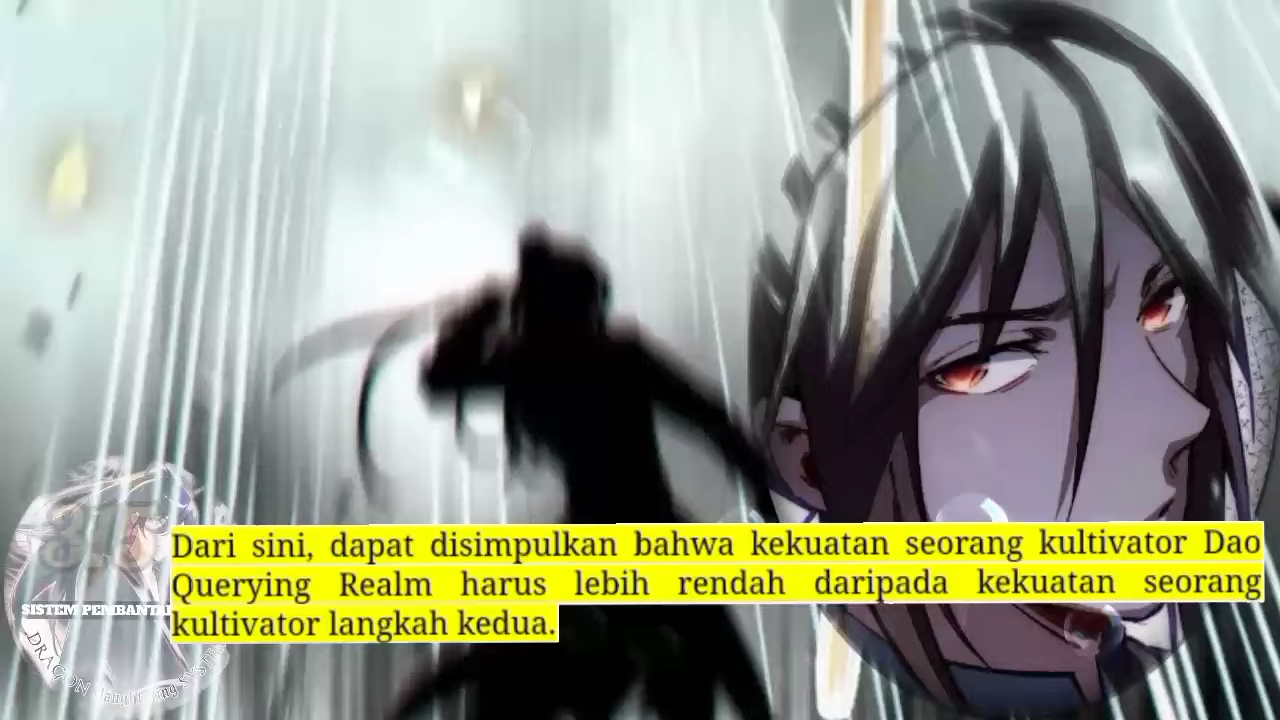 Dari sini, dapat disimpulkan bahwa kekuatan seorang kultivator Dao
Querying Realm harus lebih rendah daripada kekuatan seorang
kultivator langkah kedua.
SISTEM PEMBANTAI
DRAGON
SYSTEM